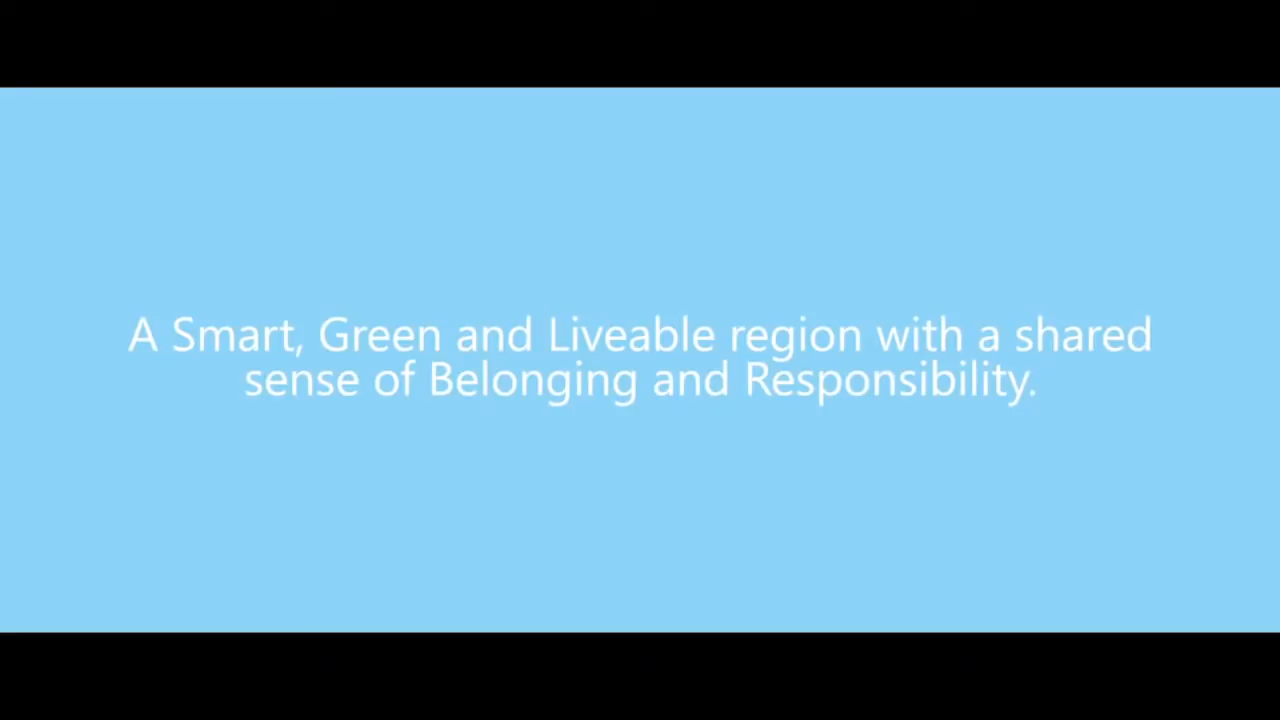 A Smart, Green and Liveable region with a shared
sense of Belonging and Responsibility.